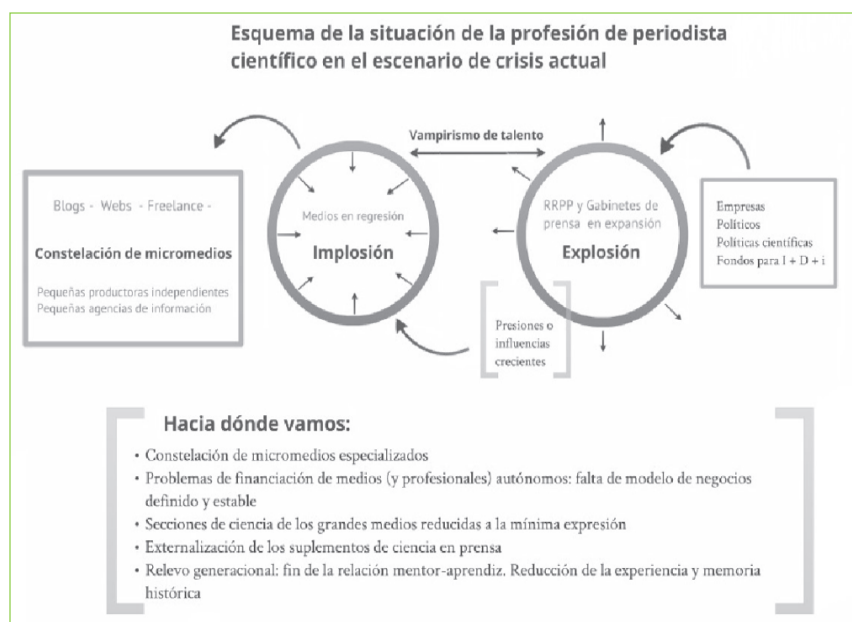 Esquema de la situación de la profesión de periodista
científico en el escenario de crisis actual
Vampirismo de talento
Blogs - Webs - Freelance -
Constelación de micromedios
Pequeñas productoras independientes
Pequeñas agencias de información
Medios en regresión
Implosión
RRPP y Gabinetes de
prensa en expansión
Explosión
Empresas
Políticos
Políticas científicas
Fondos para I + D + i
Presiones o
influencias
crecientes
Hacia dónde vamos:
• Constelación de micromedios especializados
• Problemas de financiación de medios (y profesionales) autónomos: falta de modelo de negocios
definido y estable
• Secciones de ciencia de los grandes medios reducidas a la mínima expresión
• Externalización de los suplementos de ciencia en prensa
• Relevo generacional: fin de la relación mentor-aprendiz. Reducción de la experiencia y memoria
histórica